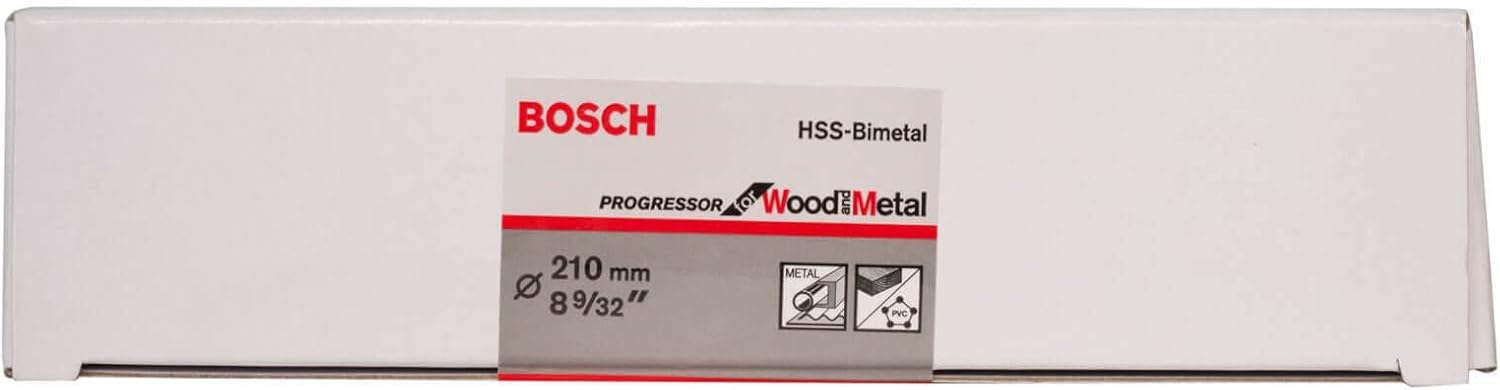 BOSCH
HSS-Bimetal
PROGRESSOR for Wood and Metal
Ø 210 mm
8 9/32"
METAL
PVC